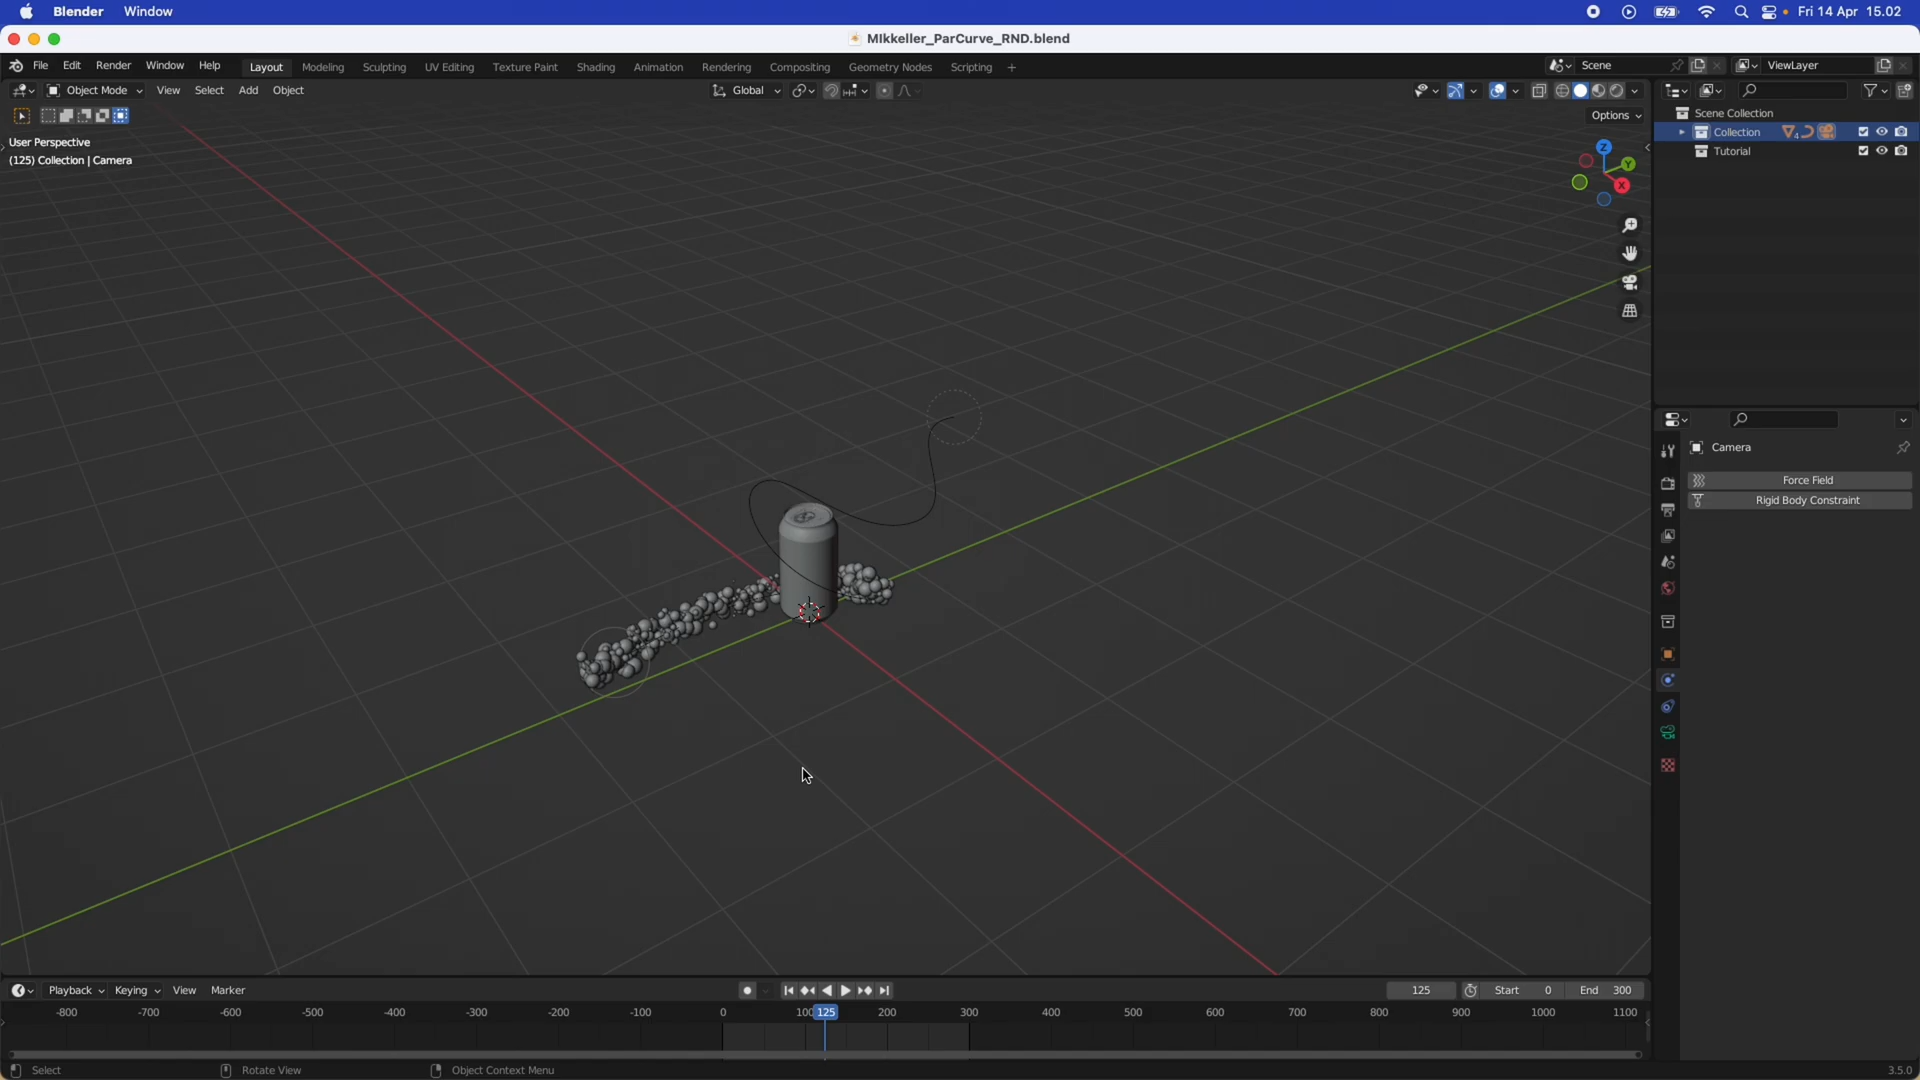 Blender Window Fri 14 Apr 15.02
MIkkeller_ParCurve_RND.blend
File Edit Render Window Help Layout Modeling Sculpting UV Editing Texture Paint Shading Animation Rendering Compositing Geometry Nodes Scripting + Scene ViewLayer
Object Mode View Select Add Object Global
Options
User Perspective
(125) Collection | Camera
Z
Y
X
Scene Collection
Collection 4
Tutorial
Camera
Force Field
Rigid Body Constraint
Playback Keying View Marker 125 Start 0 End 300
-800 -700 -600 -500 -400 -300 -200 -100 0 100 125 200 300 400 500 600 700 800 900 1000 1100
Select Rotate View Object Context Menu 3.5.0